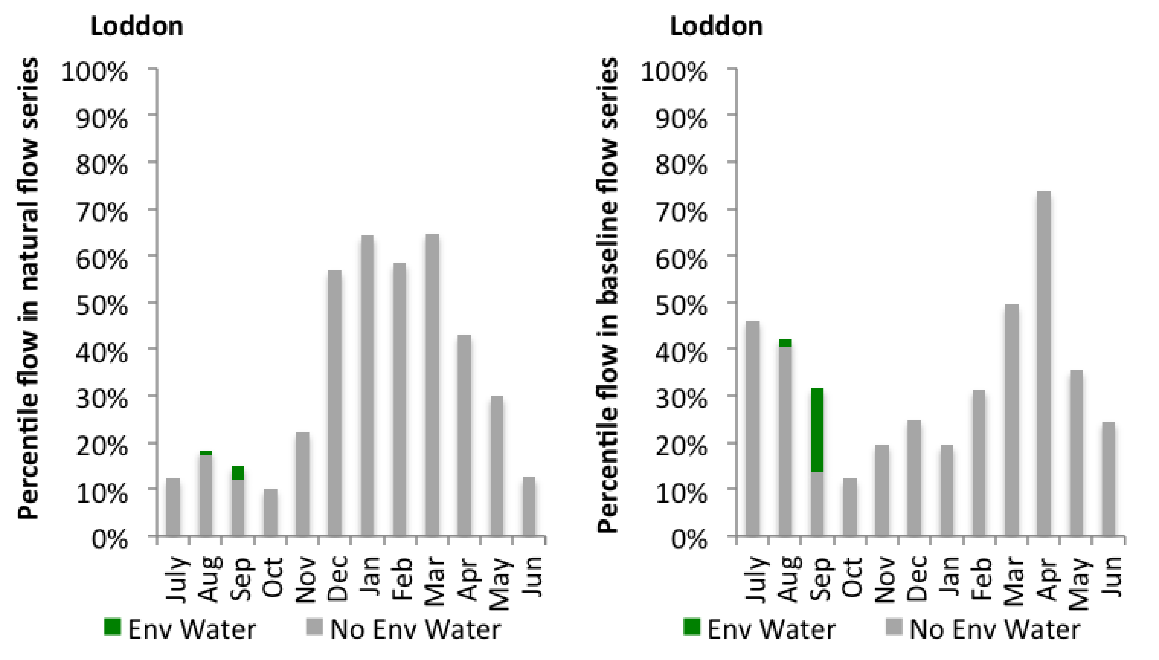 Loddon
Percentile flow in natural flow series
100%
90%
80%
70%
60%
50%
40%
30%
20%
10%
0%
July Aug Sep Oct Nov Dec Jan Feb Mar Apr May Jun
Env Water No Env Water
Loddon
Percentile flow in baseline flow series
100%
90%
80%
70%
60%
50%
40%
30%
20%
10%
0%
July Aug Sep Oct Nov Dec Jan Feb Mar Apr May Jun
Env Water No Env Water